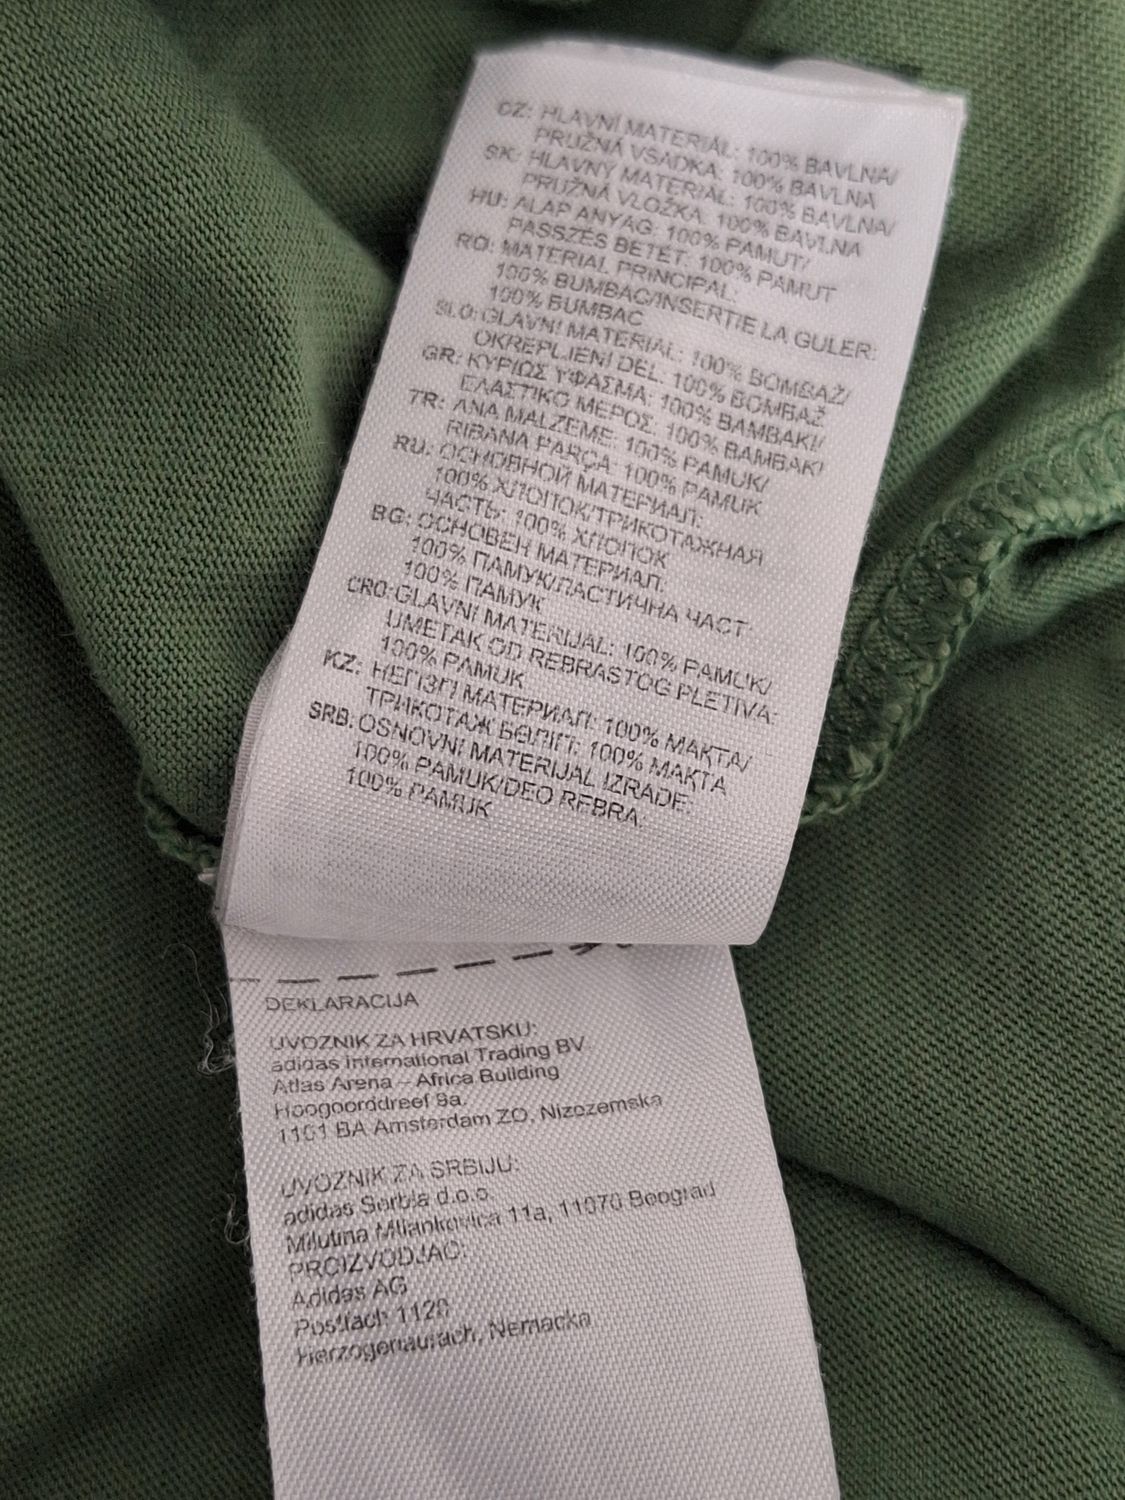 CZ: HLAVNÍ MATERIÁL: 100% BAVLNA/
PRUŽNÁ VSADKA: 100% BAVLNA
SK: HLAVNÝ MATERIÁL: 100% BAVLNA/
PRUŽNÁ VLOŽKA: 100% BAVLNA
HU: ALAP ANYAG: 100% PAMUT/
PASSZÉS BETÉT: 100% PAMUT
RO: MATERIAL PRINCIPAL:
100% BUMBAC/INSERTIE LA GULER:
100% BUMBAC
SLO: GLAVNI MATERIAL: 100% BOMBAŽ/
OKREPLJENI DEL: 100% BOMBAŽ
GR: ΚΥΡΙΩΣ ΥΦΑΣΜΑ: 100% ΒΑΜΒΑΚΙ/
ΕΛΑΣΤΙΚΟ ΜΕΡΟΣ: 100% ΒΑΜΒΑΚΙ
TR: ANA MALZEME: 100% PAMUK/
RIBANA PARÇA: 100% PAMUK
RU: ОСНОВНОЙ МАТЕРИАЛ:
100% ХЛОПОК/ТРИКОТАЖНАЯ
ЧАСТЬ: 100% ХЛОПОК
BG: ОСНОВЕН МАТЕРИАЛ:
100% ПАМУК/ЛАСТИЧНА ЧАСТ:
100% ПАМУК
CRO: GLAVNI MATERIJAL: 100% PAMUK/
UMETAK OD REBRASTOG PLETIVA:
100% PAMUK
KZ: НЕГІЗГІ МАТЕРИАЛ: 100% МАҚТА/
ТРИКОТАЖ БӨЛІГІ: 100% МАҚТА
SRB: OSNOVNI MATERIJAL IZRADE:
100% PAMUK/DEO REBRA:
100% PAMUK
DEKLARACIJA
UVOZNIK ZA HRVATSKU:
adidas International Trading BV
Atlas Arena – Africa Building
Hoogoorddreef 9a.
1101 BA Amsterdam ZO, Nizozemska
UVOZNIK ZA SRBIJU:
adidas Serbia d.o.o.
Milutina Milankovica 11a, 11070 Beograd
PROIZVODJAC:
Adidas AG
Postfach 1120
Herzogenaurach, Nemacka